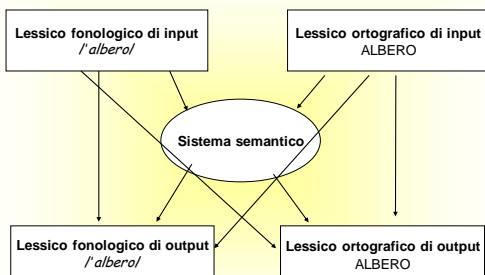 Lessico fonologico di input
/'albero/
Lessico ortografico di input
ALBERO
Sistema semantico
Lessico fonologico di output
/'albero/
Lessico ortografico di output
ALBERO